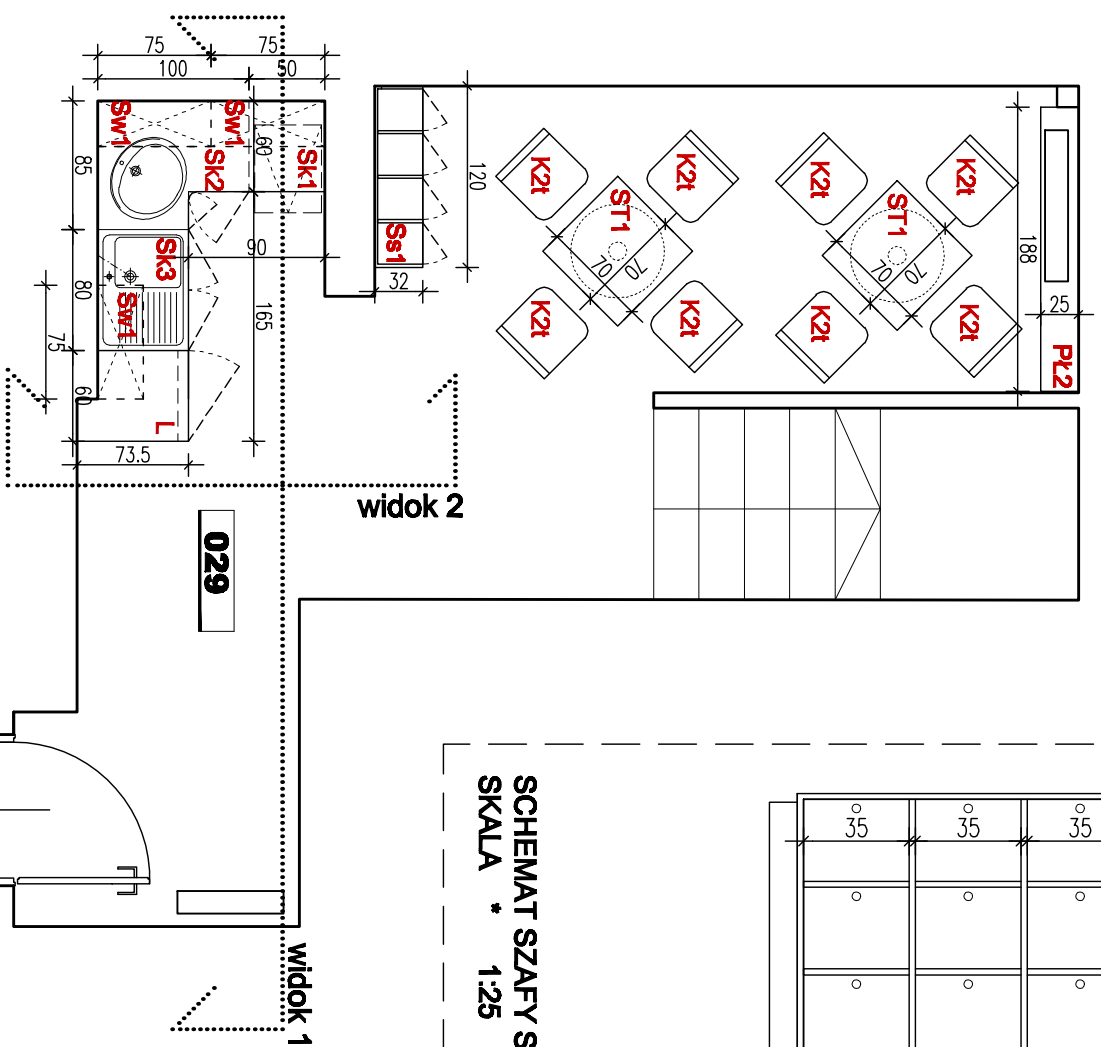 75
75
100
50
Sw1
Sw1
60
Sk1
Sk2
85
90
Sk3
80
Sw1
165
75
60
L
73.5
120
Ss1
32
K2t
K2t
ST1
70
70
K2t
K2t
K2t
K2t
ST1
70
70
K2t
K2t
188
25
PŁ2
widok 2
029
widok 1
SCHEMAT SZAFY S
SKALA * 1:25
35
35
35